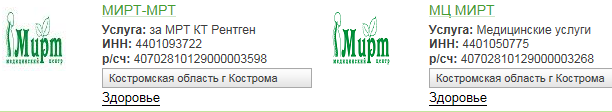 Мирт
медицинский центр
МИРТ-МРТ
Услуга: за МРТ КТ Рентген
ИНН: 4401093722
р/сч: 40702810129000003598
Костромская область г Кострома
Здоровье
Мирт
медицинский центр
МЦ МИРТ
Услуга: Медицинские услуги
ИНН: 4401050775
р/сч: 40702810129000003268
Костромская область г Кострома
Здоровье